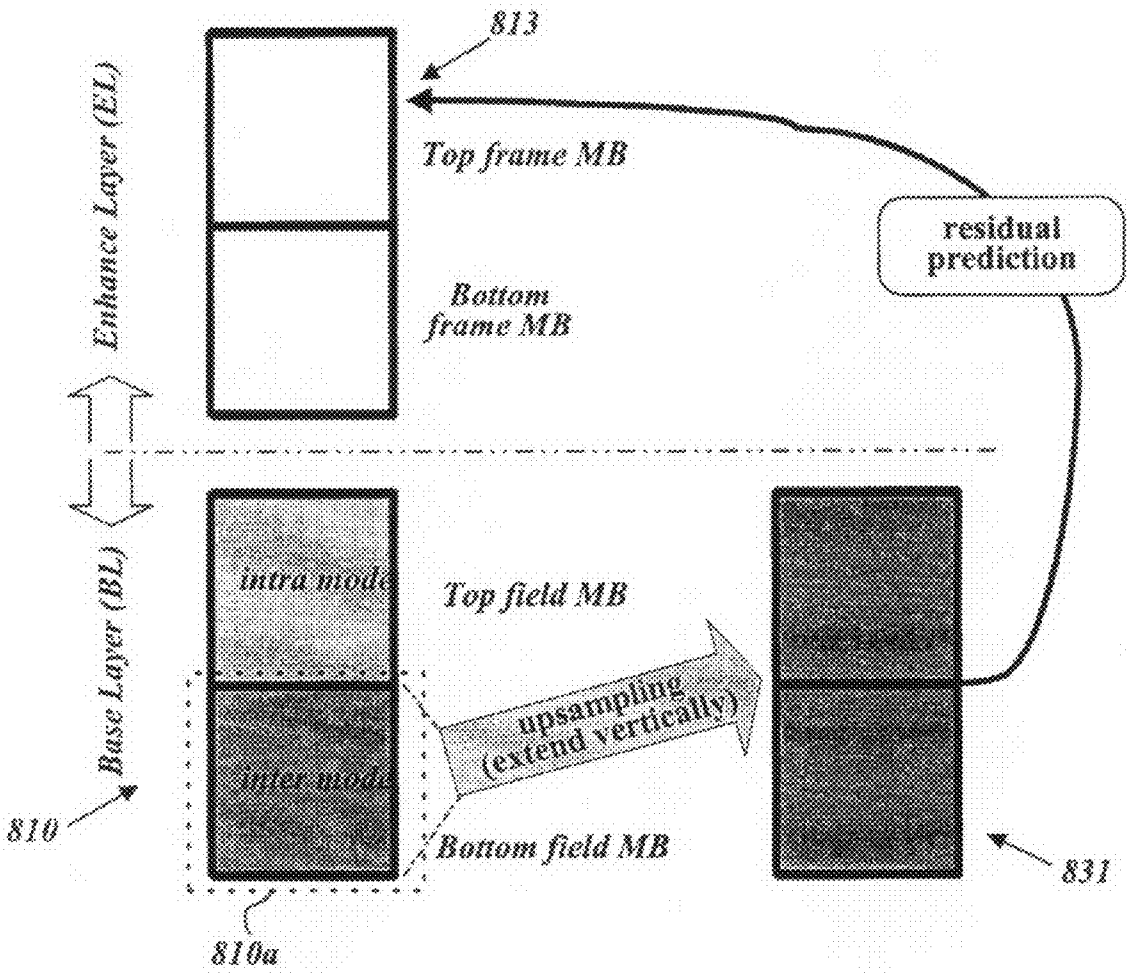 813
Enhance Layer (EL)
Top frame MB
residual
prediction
Bottom
frame MB
Base Layer (BL)
intra mode
Top field MB
upsampling
(extend vertically)
inter mode
810
Bottom field MB
831
810a